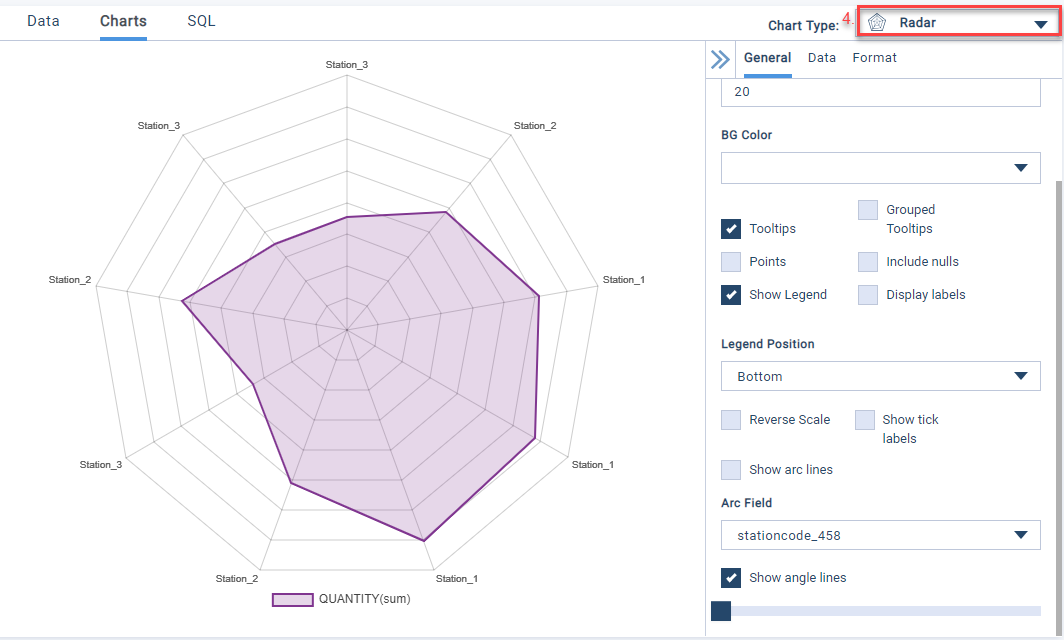 Data Charts SQL
Chart Type: 4. Radar
General Data Format
20
BG Color
Tooltips
Grouped
Tooltips
Points
Include nulls
Show Legend
Display labels
Legend Position
Bottom
Reverse Scale
Show tick
labels
Show arc lines
Arc Field
stationcode_458
Show angle lines
Station_3
Station_2
Station_1
Station_1
Station_1
Station_2
Station_3
Station_2
Station_3
QUANTITY(sum)